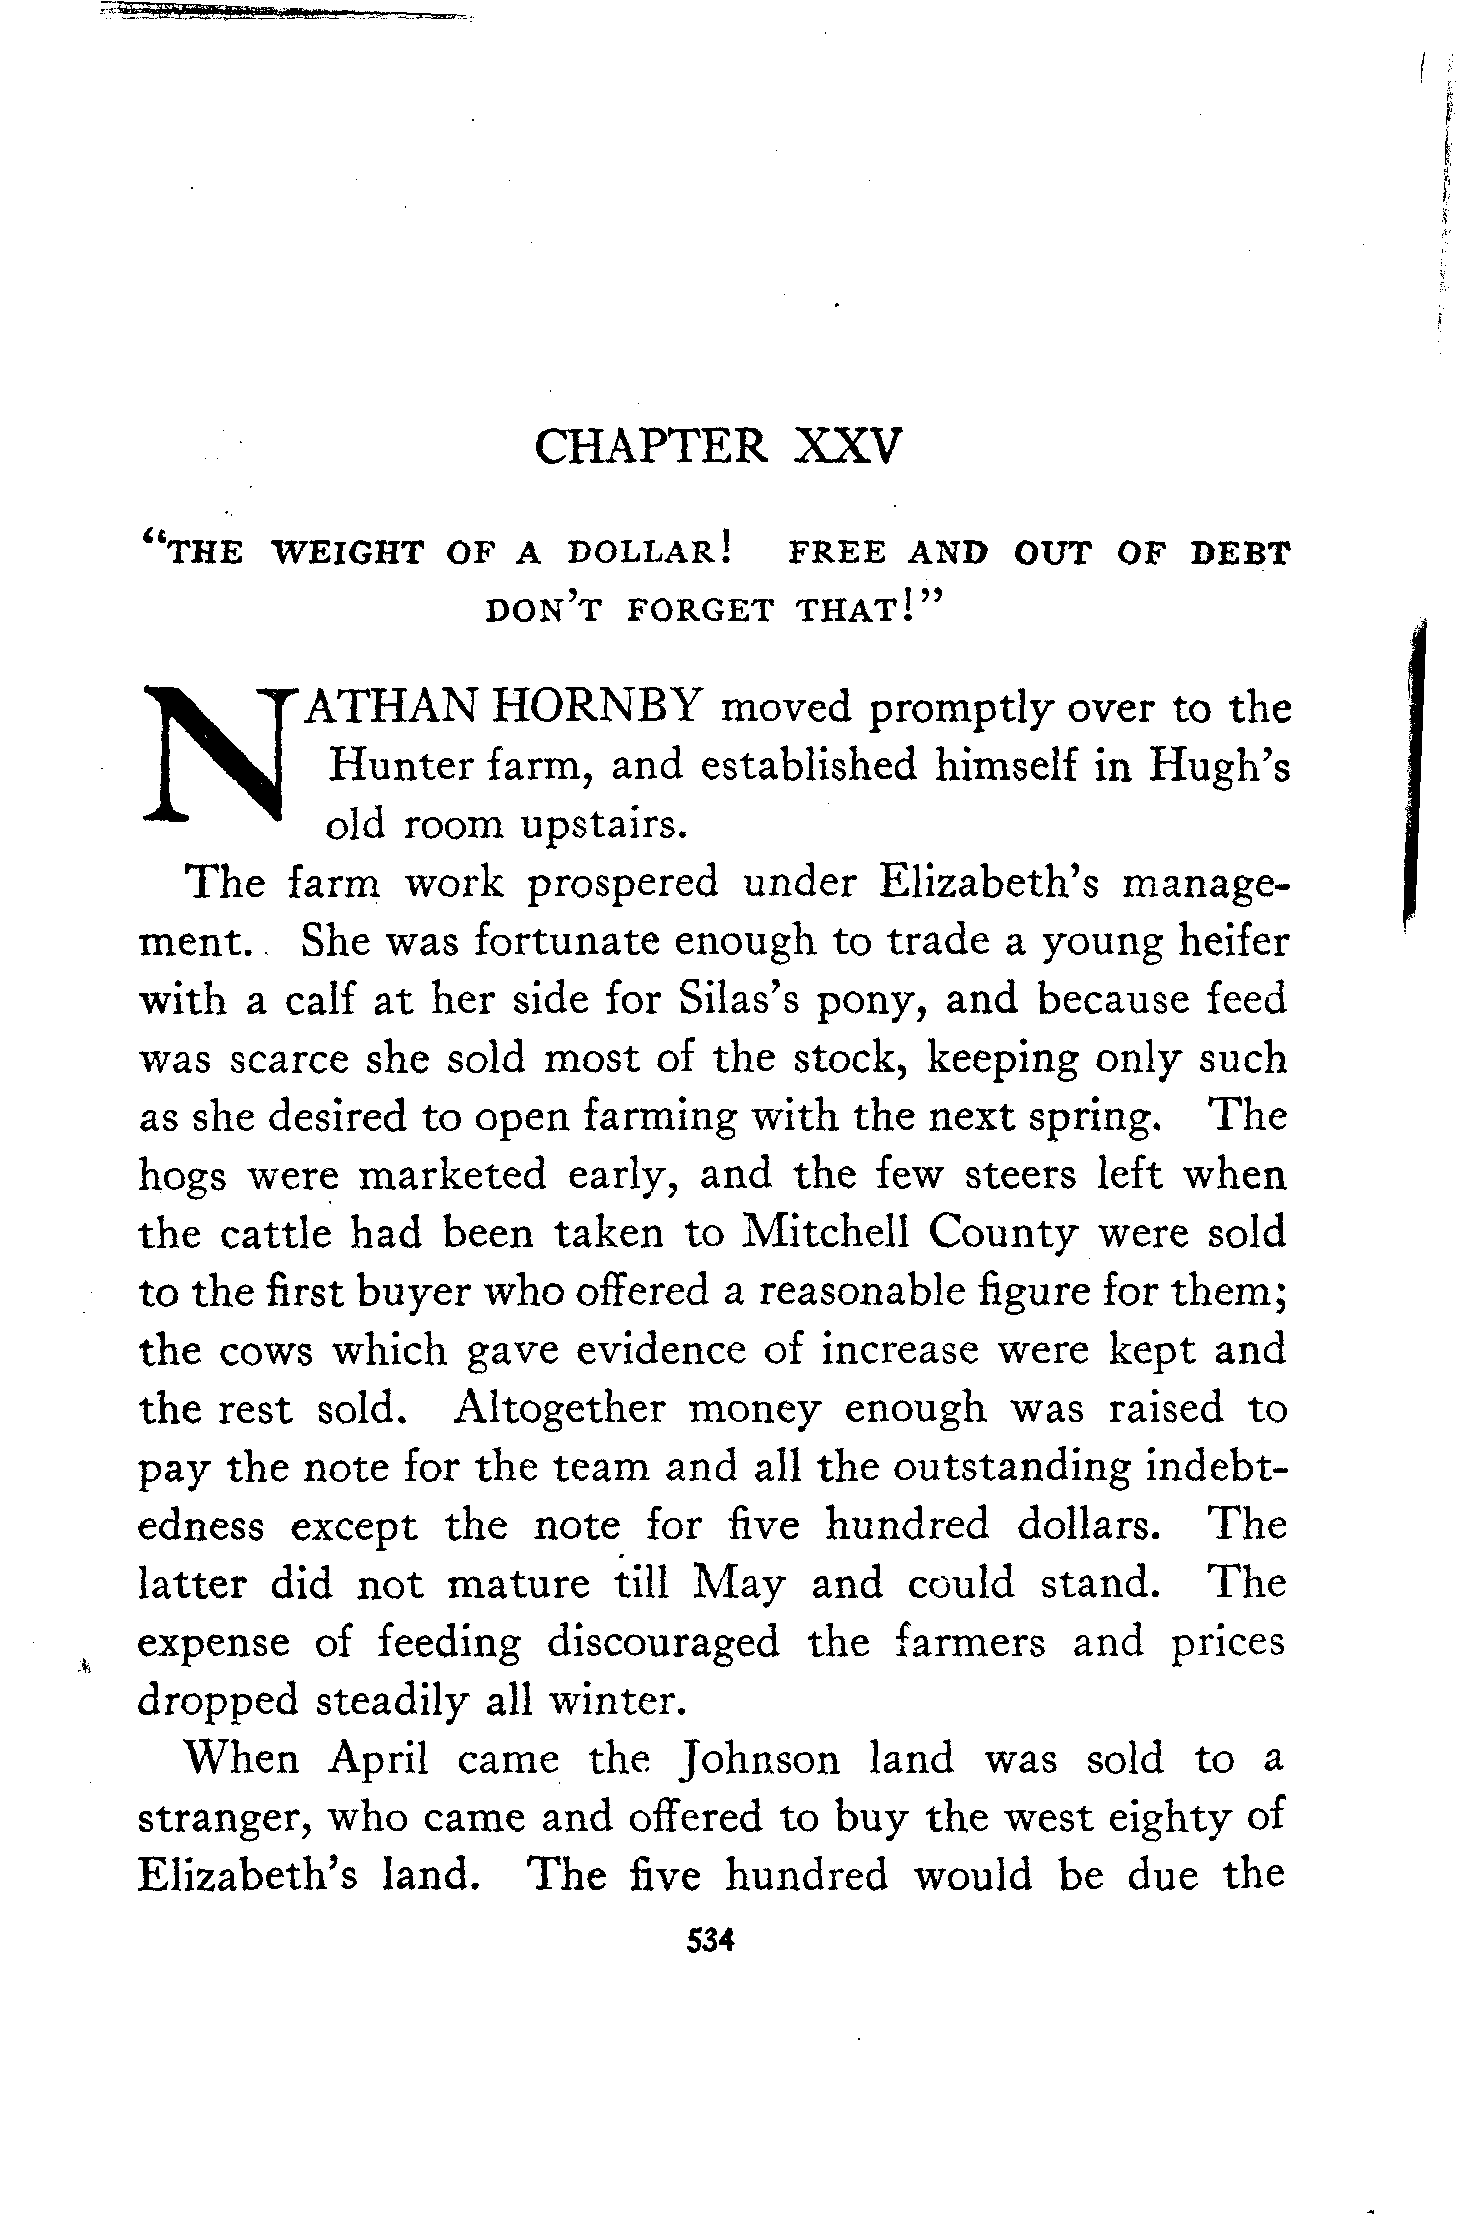 CHAPTER XXV
"THE WEIGHT OF A DOLLAR! FREE AND OUT OF DEBT
DON'T FORGET THAT!"
NATHAN HORNBY moved promptly over to the
Hunter farm, and established himself in Hugh's
old room upstairs.
The farm work prospered under Elizabeth's manage-
ment. She was fortunate enough to trade a young heifer
with a calf at her side for Silas's pony, and because feed
was scarce she sold most of the stock, keeping only such
as she desired to open farming with the next spring. The
hogs were marketed early, and the few steers left when
the cattle had been taken to Mitchell County were sold
to the first buyer who offered a reasonable figure for them;
the cows which gave evidence of increase were kept and
the rest sold. Altogether money enough was raised to
pay the note for the team and all the outstanding indebt-
edness except the note for five hundred dollars. The
latter did not mature till May and could stand. The
expense of feeding discouraged the farmers and prices
dropped steadily all winter.
When April came the Johnson land was sold to a
stranger, who came and offered to buy the west eighty of
Elizabeth's land. The five hundred would be due the
534